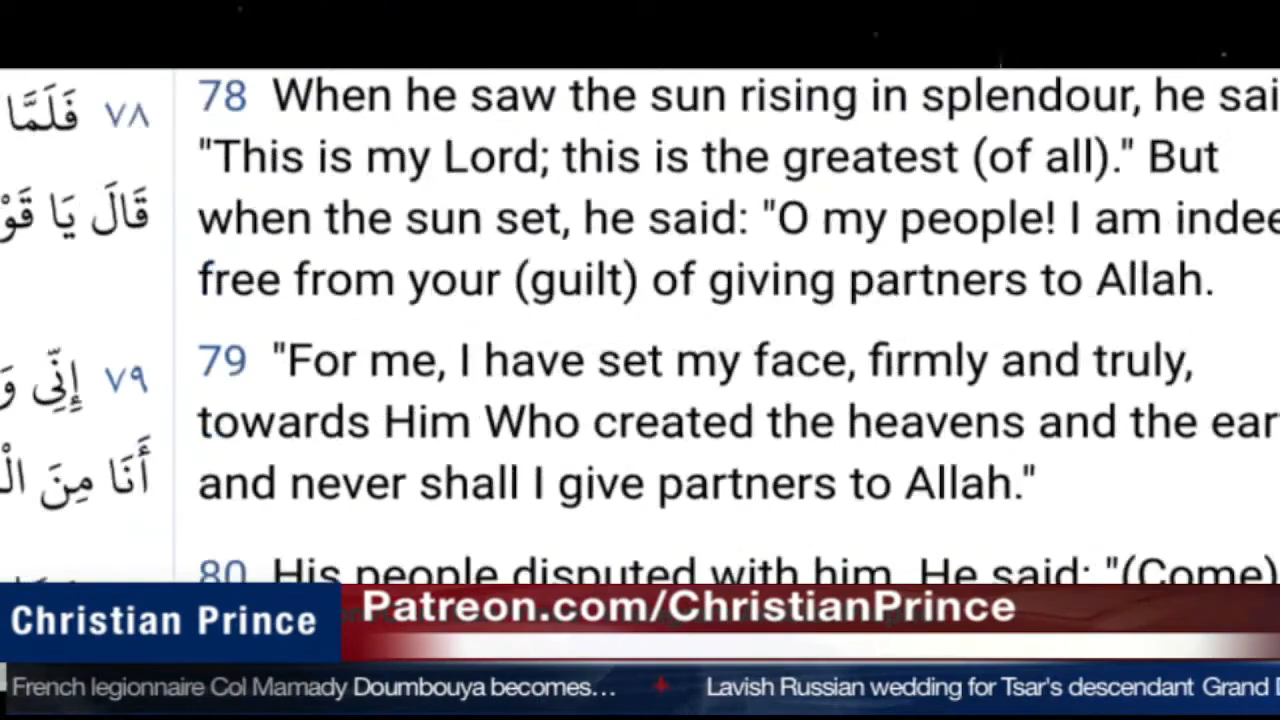 78 When he saw the sun rising in splendour, he sai
"This is my Lord; this is the greatest (of all)." But
when the sun set, he said: "O my people! I am indee
free from your (guilt) of giving partners to Allah.
٧٨ فَلَمَّا
قَالَ يَا قَوْ
79 "For me, I have set my face, firmly and truly,
towards Him Who created the heavens and the ear
and never shall I give partners to Allah."
٧٩ إِنِّي وَ
أَنَا مِنَ الْ
80 His people disputed with him. He said: "(Come)
Christian Prince
Patreon.com/ChristianPrince
French legionnaire Col Mamady Doumbouya becomes...
Lavish Russian wedding for Tsar's descendant Grand D